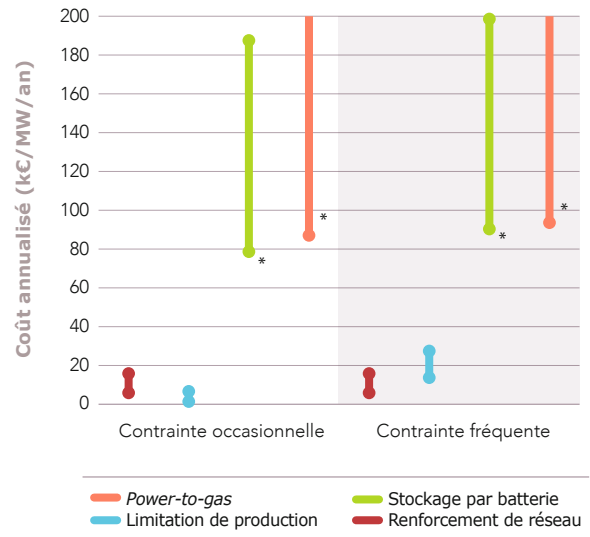 Coût annualisé (k€/MW/an)
200
180
160
140
120
100
80
60
40
20
0
*
*
*
*
Contrainte occasionnelle
Contrainte fréquente
Power-to-gas
Stockage par batterie
Limitation de production
Renforcement de réseau